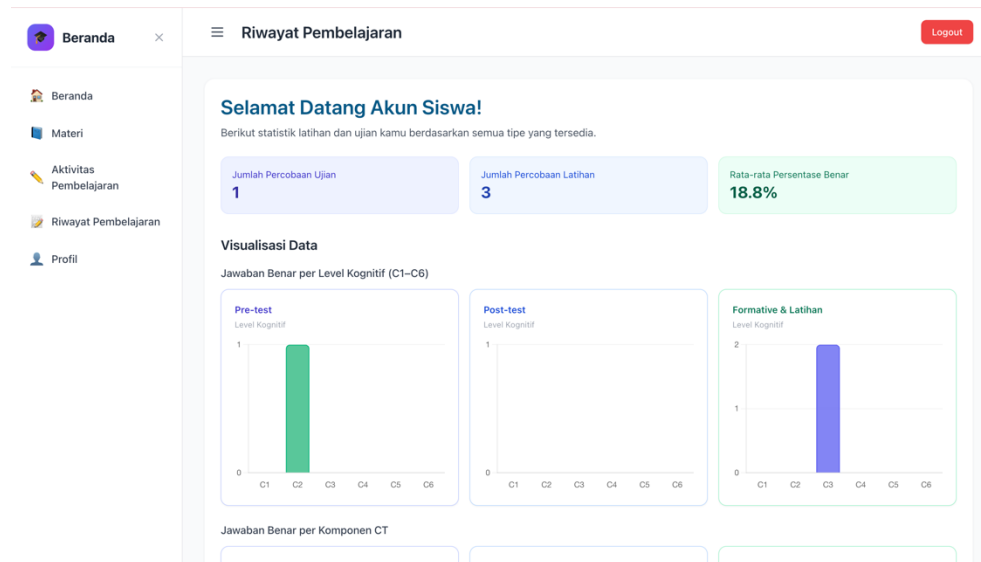 Beranda
Riwayat Pembelajaran
Logout
Beranda
Materi
Aktivitas
Pembelajaran
Riwayat Pembelajaran
Profil
Selamat Datang Akun Siswa!
Berikut statistik latihan dan ujian kamu berdasarkan semua tipe yang tersedia.
Jumlah Percobaan Ujian
1
Jumlah Percobaan Latihan
3
Rata-rata Persentase Benar
18.8%
Visualisasi Data
Jawaban Benar per Level Kognitif (C1–C6)
Pre-test
Level Kognitif
1
0
C1 C2 C3 C4 C5 C6
Post-test
Level Kognitif
1
0
C1 C2 C3 C4 C5 C6
Formative & Latihan
Level Kognitif
2
1
0
C1 C2 C3 C4 C5 C6
Jawaban Benar per Komponen CT